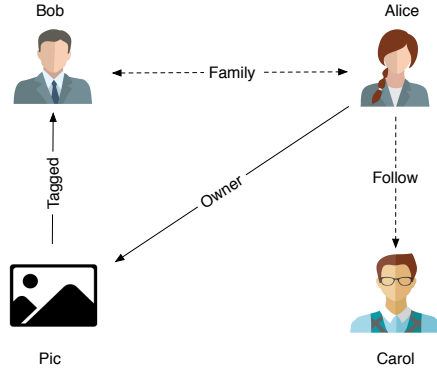 Bob
Alice
Family
Tagged
Owner
Follow
Pic
Carol